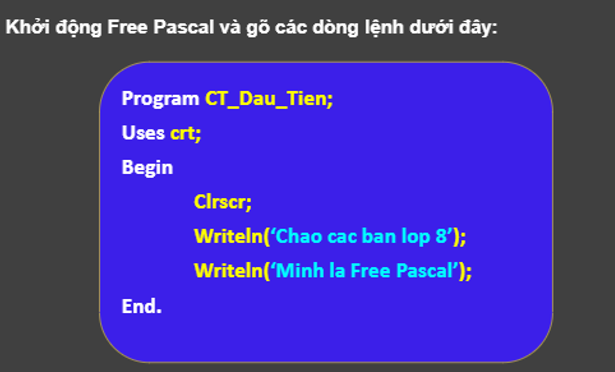 Khởi động Free Pascal và gõ các dòng lệnh dưới đây:
Program CT_Dau_Tien;
Uses crt;
Begin
Clrscr;
Writeln(‘Chao cac ban lop 8’);
Writeln(‘Minh la Free Pascal’);
End.